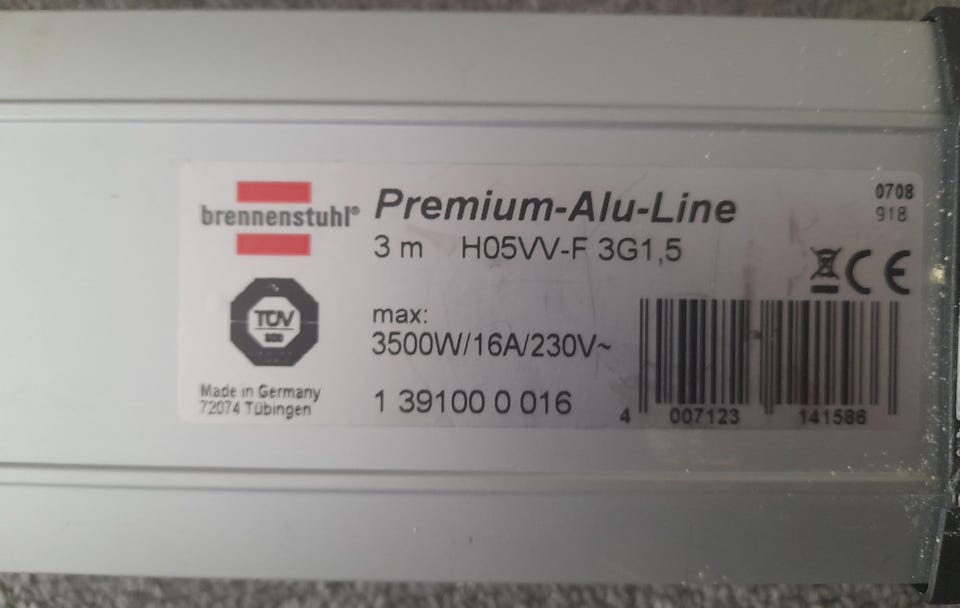 brennenstuhl®
Premium-Alu-Line
3 m H05VV-F 3G1,5
0708
918
CE
TÜV
max:
3500W/16A/230V~
Made in Germany
72074 Tübingen
1 39100 0 016
4 007123 141586